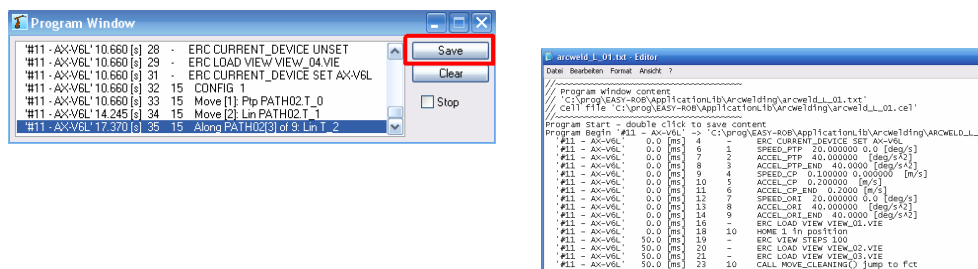 Program Window
'#11 - AX-V6L' 10.660 [s] 28 - ERC CURRENT_DEVICE UNSET
'#11 - AX-V6L' 10.660 [s] 29 - ERC LOAD VIEW VIEW_04.VIE
'#11 - AX-V6L' 10.660 [s] 31 - ERC CURRENT_DEVICE SET AX-V6L
'#11 - AX-V6L' 10.660 [s] 32 15 CONFIG 1
'#11 - AX-V6L' 10.660 [s] 33 15 Move [1]: Ptp PATH02.T_0
'#11 - AX-V6L' 14.245 [s] 34 15 Move [2]: Lin PATH02.T_1
'#11 - AX-V6L' 17.370 [s] 35 15 Along PATH02[3] of 9: Lin T_2
Save
Clear
Stop
arcweld_L_01.txt - Editor
Datei Bearbeiten Format Ansicht ?
//~~~~~~~~~~~~~~~~~~~~~~~~~~~~~~~~~~~~
// Program Window content
// 'C:\prog\EASY-ROB\ApplicationLib\ArcWelding\arcweld_L_01.txt'
// Cell file 'C:\prog\EASY-ROB\ApplicationLib\ArcWelding\arcweld_L_01.cel'
//~~~~~~~~~~~~~~~~~~~~~~~~~~~~~~~~~~~~
Program Start - double click to save content
Program Begin '#11 - AX-V6L' -> 'C:\prog\EASY-ROB\ApplicationLib\ArcWelding\ARCWELD_L_
'#11 - AX-V6L' 0.0 [ms] 4 - ERC CURRENT_DEVICE SET AX-V6L
'#11 - AX-V6L' 0.0 [ms] 6 1 SPEED_PTP 20.000000 0.0 [deg/s]
'#11 - AX-V6L' 0.0 [ms] 7 2 ACCEL_PTP 40.000000 [deg/s^2]
'#11 - AX-V6L' 0.0 [ms] 8 3 ACCEL_PTP_END 40.0000 [deg/s^2]
'#11 - AX-V6L' 0.0 [ms] 9 4 SPEED_CP 0.100000 0.000000 [m/s]
'#11 - AX-V6L' 0.0 [ms] 10 5 ACCEL_CP 0.200000 [m/s]
'#11 - AX-V6L' 0.0 [ms] 11 6 ACCEL_CP_END 0.2000 [m/s]
'#11 - AX-V6L' 0.0 [ms] 12 7 SPEED_ORI 20.000000 0.0 [deg/s]
'#11 - AX-V6L' 0.0 [ms] 13 8 ACCEL_ORI 40.000000 [deg/s^2]
'#11 - AX-V6L' 0.0 [ms] 14 9 ACCEL_ORI_END 40.0000 [deg/s^2]
'#11 - AX-V6L' 0.0 [ms] 16 - ERC LOAD VIEW VIEW_01.VIE
'#11 - AX-V6L' 0.0 [ms] 18 10 HOME 1 in position
'#11 - AX-V6L' 50.0 [ms] 19 - ERC VIEW STEPS 100
'#11 - AX-V6L' 50.0 [ms] 20 - ERC LOAD VIEW VIEW_02.VIE
'#11 - AX-V6L' 50.0 [ms] 21 - ERC LOAD VIEW VIEW_03.VIE
'#11 - AX-V6L' 50.0 [ms] 23 10 CALL MOVE_CLEANING() jump to fct